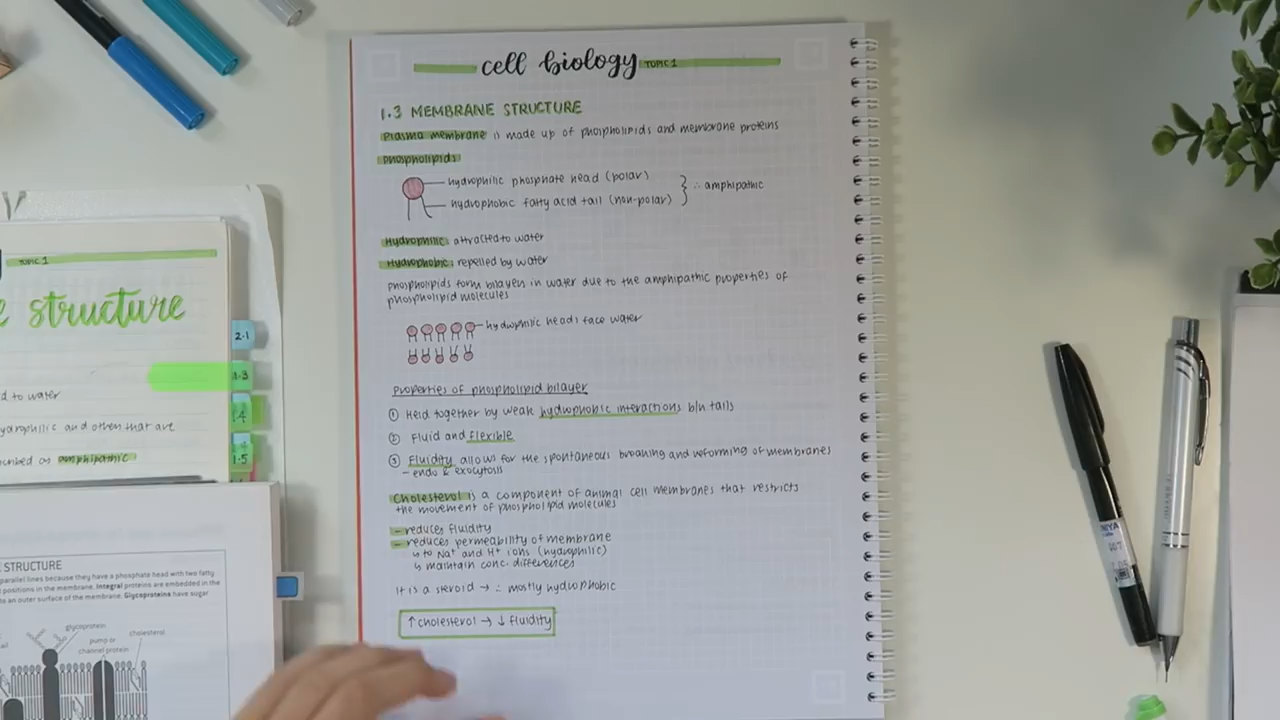 cell biology TOPIC 1
1.3 MEMBRANE STRUCTURE
Plasma membrane is made up of phospholipids and membrane proteins
phospholipids
hydrophilic phosphate head (polar)
hydrophobic fatty acid tail (non-polar)
∴ amphipathic
Hydrophilic: attracted to water
Hydrophobic: repelled by water
phospholipids form bilayers in water due to the amphipathic properties of
phospholipid molecules
hydrophilic heads face water
Properties of phospholipid bilayer
① Held together by weak hydrophobic interactions b/n tails
② Fluid and flexible
③ Fluidity allows for the spontaneous breaking and reforming of membranes
- endo & exocytosis
Cholesterol is a component of animal cell membranes that restricts
the movement of phospholipid molecules
- reduces fluidity
- reduces permeability of membrane
↳ to Na⁺ and H⁺ ions (hydrophilic)
↳ maintain conc. differences
It is a steroid → ∴ mostly hydrophobic
↑ cholesterol → ↓ fluidity
TOPIC 1
structure
2.1
1.3
d to water
1.4
ydrophilic and others that are
1.5
scribed as amphipathic
STRUCTURE
parallel lines because they have a phosphate head with two fatty
positions in the membrane. Integral proteins are embedded in the
an outer surface of the membrane. Glycoproteins have sugar
glycoprotein
cholesterol
pump or
channel protein